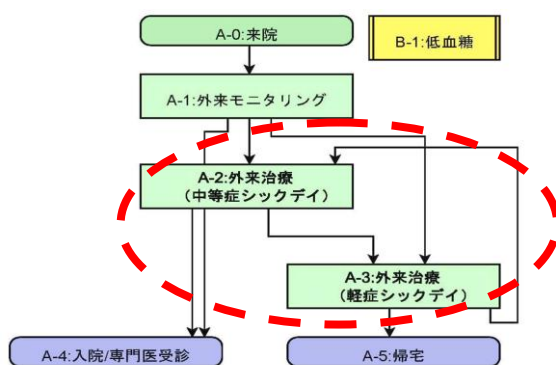 A-0:来院
B-1:低血糖
A-1:外来モニタリング
A-2:外来治療
（中等症シックデイ）
A-3:外来治療
（軽症シックデイ）
A-4:入院/専門医受診
A-5:帰宅